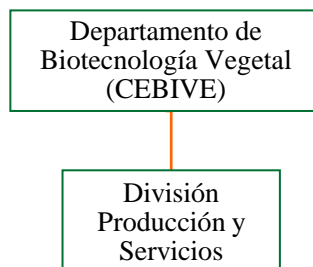 Departamento de
Biotecnología Vegetal
(CEBIVE)
División
Producción y
Servicios